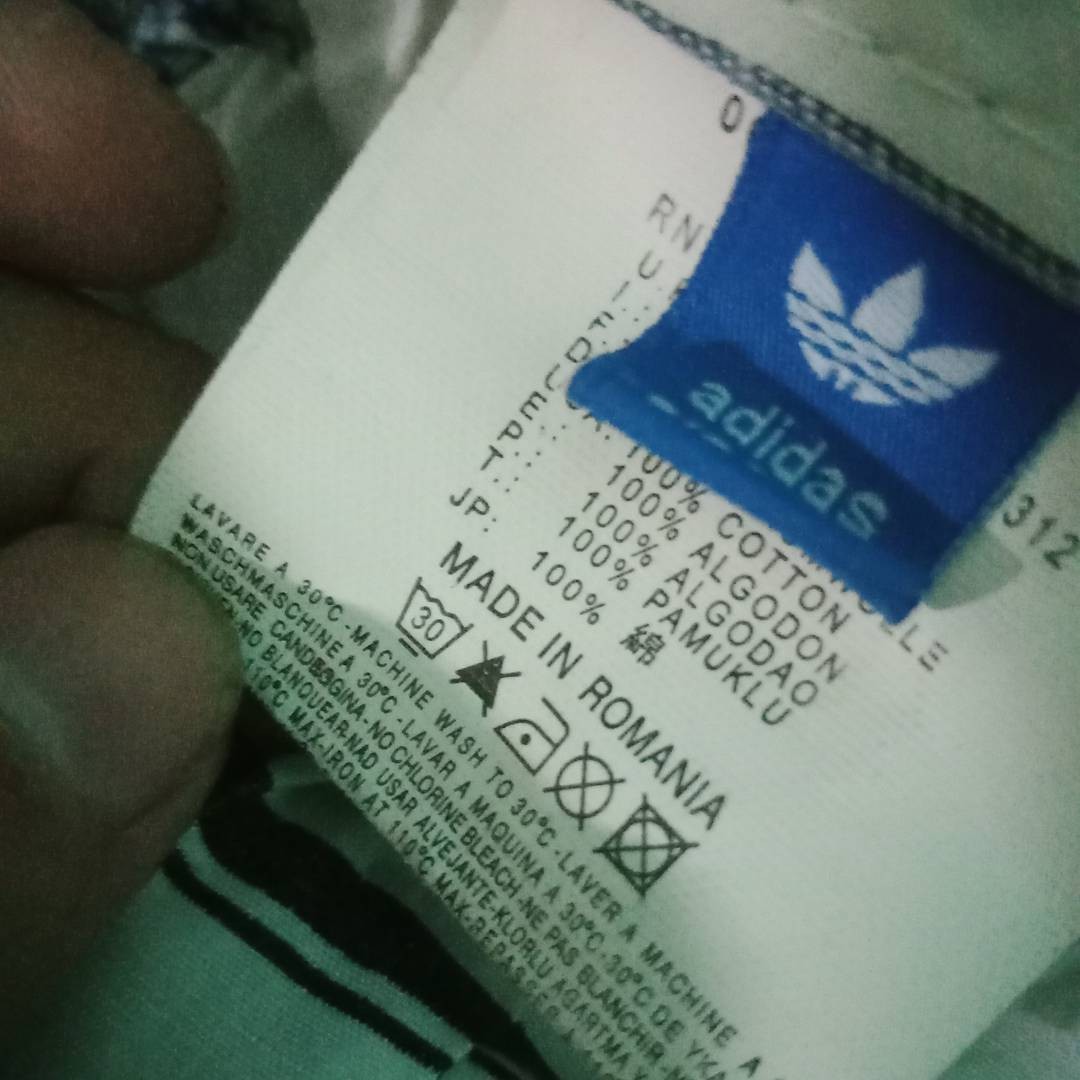 0
adidas
312
RN
U
I
F
D
U
E.:
P.:
T.:
JP:
100% COTTON
100% ALGODON
100% ALGODAO
100% PAMUKLU
100% 綿
MADE IN ROMANIA
30
LAVARE A 30°C-MACHINE WASH TO 30°C-LAVER A MACHINE A
WASCHMASCHINE A 30°C-LAVAR A MAQUINA A 30°C-30°C DE YKA
NON USARE CANDEGGINA-NO CHLORINE BLEACH-NE PAS BLANCHIR-
NO BLANQUEAR-NAO USAR ALVEJANTE-KLORLU AGARTMA
110°C MAX-IRON AT 110°C MAX-REPASSER